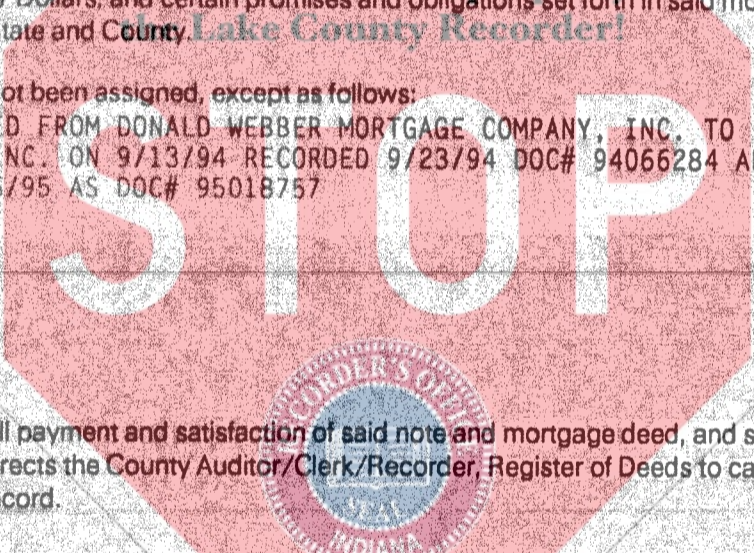 Dollars, and certain promises and obligations set forth in said
the Lake County Recorder!
tate and County.
ot been assigned, except as follows:
D FROM DONALD WEBBER MORTGAGE COMPANY, INC. TO
NC. ON 9/13/94 RECORDED 9/23/94 DOC# 94066284 A
/95 AS DOC# 95018757
STOP
RECORDER'S OFFICE
SEAL
INDIANA
ll payment and satisfaction of said note and mortgage deed, and s
rects the County Auditor/Clerk/Recorder, Register of Deeds to ca
cord.